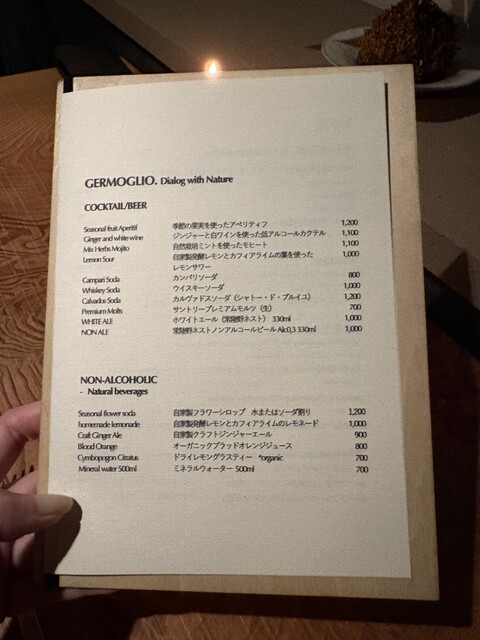 GERMOGLIO. Dialog with Nature
COCKTAIL/BEER
Seasonal fruit Aperitif 季節の果実を使ったアペリティフ 1,200
Ginger and white wine ジンジャーと白ワインを使った低アルコールカクテル 1,100
Mix Herbs Mojito 自然栽培ミントを使ったモヒート 1,100
Lemon Sour 自家製発酵レモンとカフィアライムの葉を使った 1,000
レモンサワー
Campari Soda カンパリソーダ 800
Whiskey Soda ウイスキーソーダ 1,000
Calvados Soda カルヴァドスソーダ（シャトー・ド・ブルイユ） 1,200
Premium Molts サントリープレミアムモルツ（生） 700
WHITE ALE ホワイトエール（常陸野ネスト） 330ml 1,000
NON ALE 常陸野ネストノンアルコールビール Alc0,3 330ml 1,000
NON-ALCOHOLIC
- Natural beverages
Seasonal flower soda 自家製フラワーシロップ 水またはソーダ割り 1,200
homemade lemonade 自家製発酵レモンとカフィアライムのレモネード 1,000
Craft Ginger Ale 自家製クラフトジンジャーエール 900
Blood Orange オーガニックブラッドオレンジジュース 800
Cymbopogon Citratus ドライレモングラスティー *organic 700
Mineral water 500ml ミネラルウォーター 500ml 700